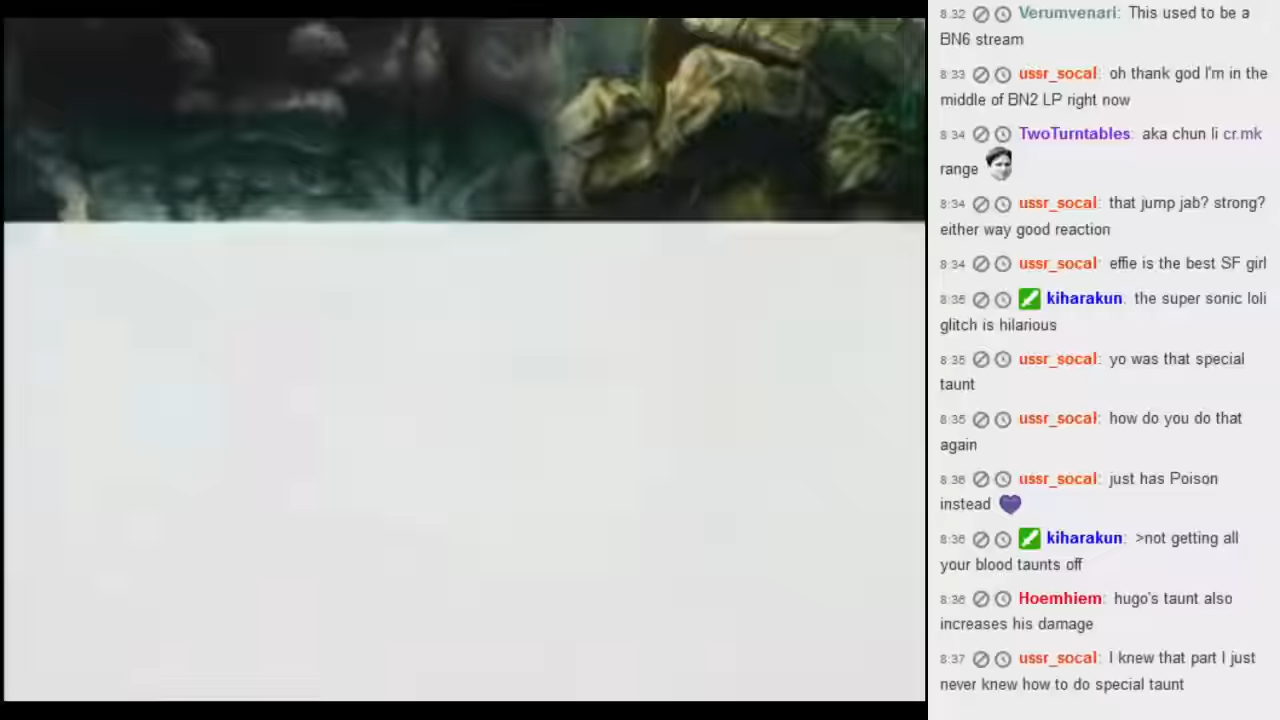 8:32 Verumvenari: This used to be a
BN6 stream
8:33 ussr_socal: oh thank god I'm in the
middle of BN2 LP right now
8:34 TwoTurntables: aka chun li cr.mk
range
8:34 ussr_socal: that jump jab? strong?
either way good reaction
8:34 ussr_socal: effie is the best SF girl
8:35 kiharakun: the super sonic loli
glitch is hilarious
8:35 ussr_socal: yo was that special
taunt
8:35 ussr_socal: how do you do that
again
8:36 ussr_socal: just has Poison
instead
8:36 kiharakun: >not getting all
your blood taunts off
8:36 Hoemhiem: hugo's taunt also
increases his damage
8:37 ussr_socal: I knew that part I just
never knew how to do special taunt